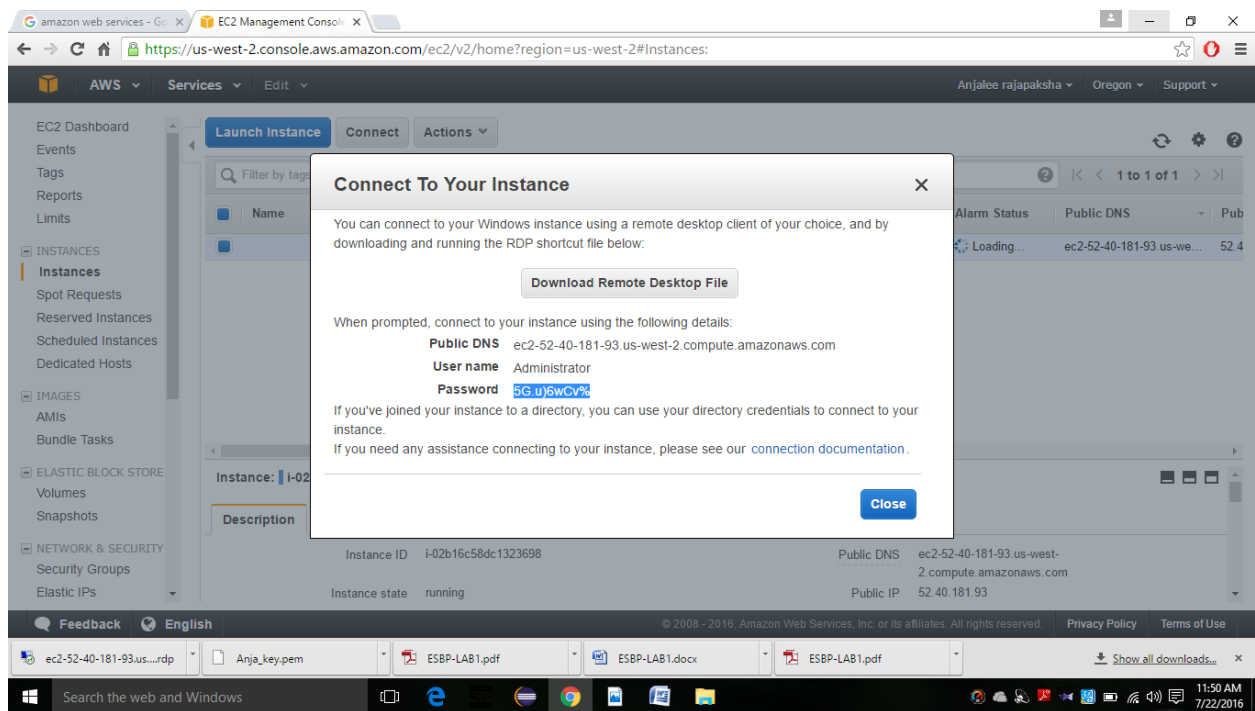 amazon web services - Go
EC2 Management Console
https://us-west-2.console.aws.amazon.com/ec2/v2/home?region=us-west-2#Instances:
AWS Services Edit Anjalee rajapaksha Oregon Support
EC2 Dashboard
Events
Tags
Reports
Limits
INSTANCES
Instances
Spot Requests
Reserved Instances
Scheduled Instances
Dedicated Hosts
IMAGES
AMIs
Bundle Tasks
ELASTIC BLOCK STORE
Volumes
Snapshots
NETWORK & SECURITY
Security Groups
Elastic IPs
Launch Instance Connect Actions
Filter by tags 1 to 1 of 1
Name Alarm Status Public DNS Pub
Loading... ec2-52-40-181-93.us-we... 52.4
Connect To Your Instance
You can connect to your Windows instance using a remote desktop client of your choice, and by
downloading and running the RDP shortcut file below:
Download Remote Desktop File
When prompted, connect to your instance using the following details:
Public DNS ec2-52-40-181-93.us-west-2.compute.amazonaws.com
User name Administrator
Password 5G.u)6wCv%
If you've joined your instance to a directory, you can use your directory credentials to connect to your
instance.
If you need any assistance connecting to your instance, please see our connection documentation.
Close
Instance: i-02
Description
Instance ID i-02b16c58dc1323698 Public DNS ec2-52-40-181-93.us-west-
2.compute.amazonaws.com
Instance state running Public IP 52.40.181.93
Feedback English © 2008 - 2016, Amazon Web Services, Inc. or its affiliates. All rights reserved. Privacy Policy Terms of Use
ec2-52-40-181-93.us....rdp Anja_key.pem ESBP-LAB1.pdf ESBP-LAB1.docx ESBP-LAB1.pdf Show all downloads...
Search the web and Windows 11:50 AM
7/22/2016